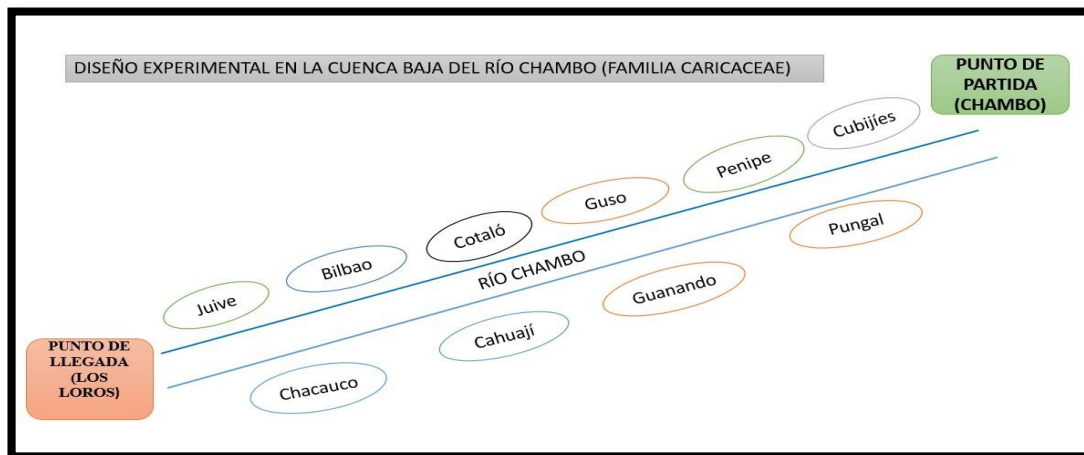 DISEÑO EXPERIMENTAL EN LA CUENCA BAJA DEL RÍO CHAMBO (FAMILIA CARICACEAE)
PUNTO DE
PARTIDA
(CHAMBO)
Cubijíes
Penipe
Guso
Cotaló
Bilbao
Juive
RÍO CHAMBO
Pungal
Guanando
Cahuají
Chacauco
PUNTO DE
LLEGADA
(LOS
LOROS)